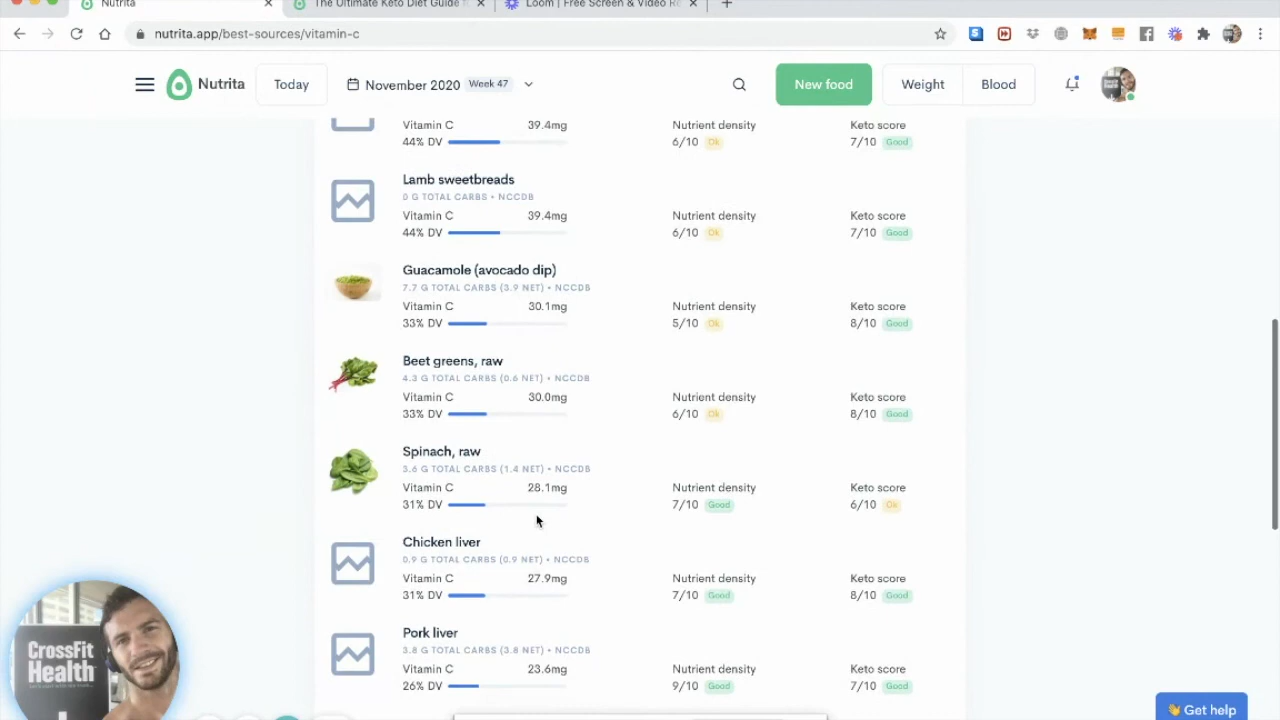 Nutrita
The Ultimate Keto Diet Guide
Loom | Free Screen & Video Re
nutrita.app/best-sources/vitamin-c
Nutrita
Today
November 2020 Week 47
New food
Weight
Blood
Vitamin C 39.4mg Nutrient density Keto score
44% DV 6/10 Ok 7/10 Good
Lamb sweetbreads
0 G TOTAL CARBS • NCCDB
Vitamin C 39.4mg Nutrient density Keto score
44% DV 6/10 Ok 7/10 Good
Guacamole (avocado dip)
7.7 G TOTAL CARBS (3.9 NET) • NCCDB
Vitamin C 30.1mg Nutrient density Keto score
33% DV 5/10 Ok 8/10 Good
Beet greens, raw
4.3 G TOTAL CARBS (0.6 NET) • NCCDB
Vitamin C 30.0mg Nutrient density Keto score
33% DV 6/10 Ok 8/10 Good
Spinach, raw
3.6 G TOTAL CARBS (1.4 NET) • NCCDB
Vitamin C 28.1mg Nutrient density Keto score
31% DV 7/10 Good 6/10 Ok
Chicken liver
0.9 G TOTAL CARBS (0.9 NET) • NCCDB
Vitamin C 27.9mg Nutrient density Keto score
31% DV 7/10 Good 8/10 Good
Pork liver
3.8 G TOTAL CARBS (3.8 NET) • NCCDB
Vitamin C 23.6mg Nutrient density Keto score
26% DV 9/10 Good 7/10 Good
CrossFit
Health
Get help